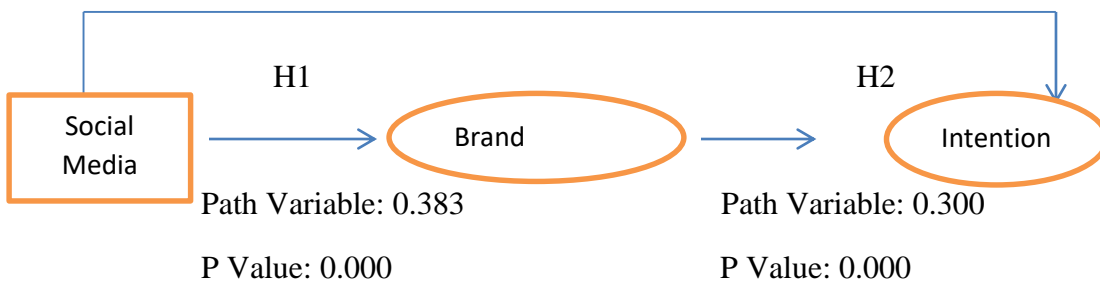 H1
H2
Social
Media
Brand
Intention
Path Variable: 0.383
Path Variable: 0.300
P Value: 0.000
P Value: 0.000